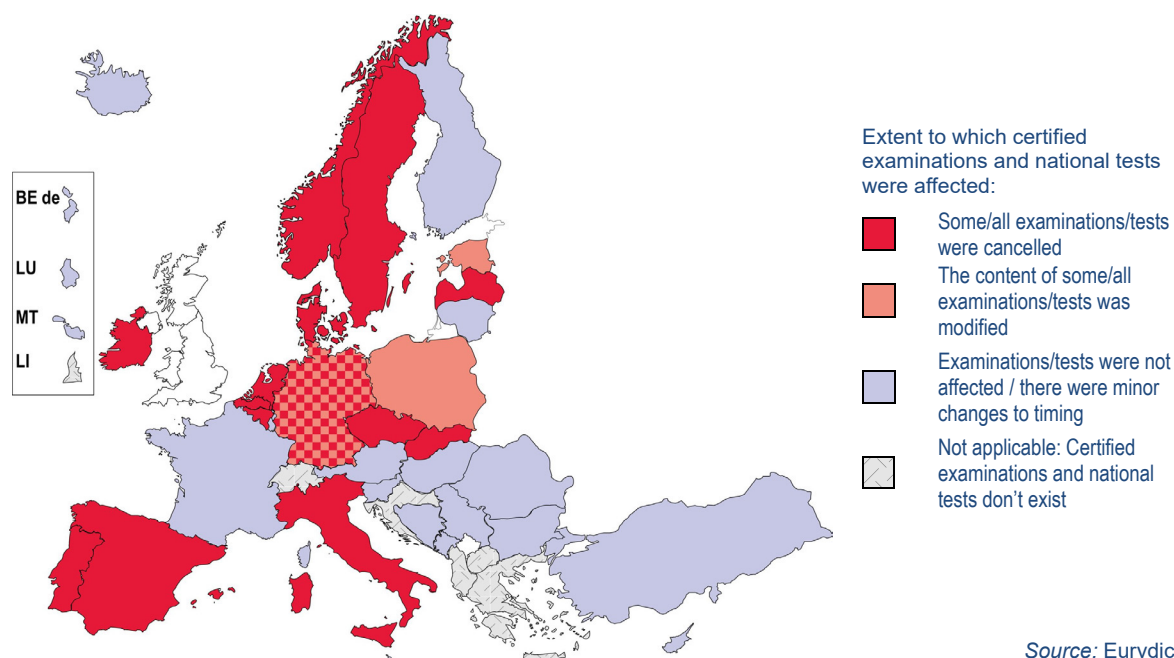 BE de
LU
MT
LI
Extent to which certified
examinations and national tests
were affected:
Some/all examinations/tests
were cancelled
The content of some/all
examinations/tests was
modified
Examinations/tests were not
affected / there were minor
changes to timing
Not applicable: Certified
examinations and national
tests don’t exist
Source: Eurydic